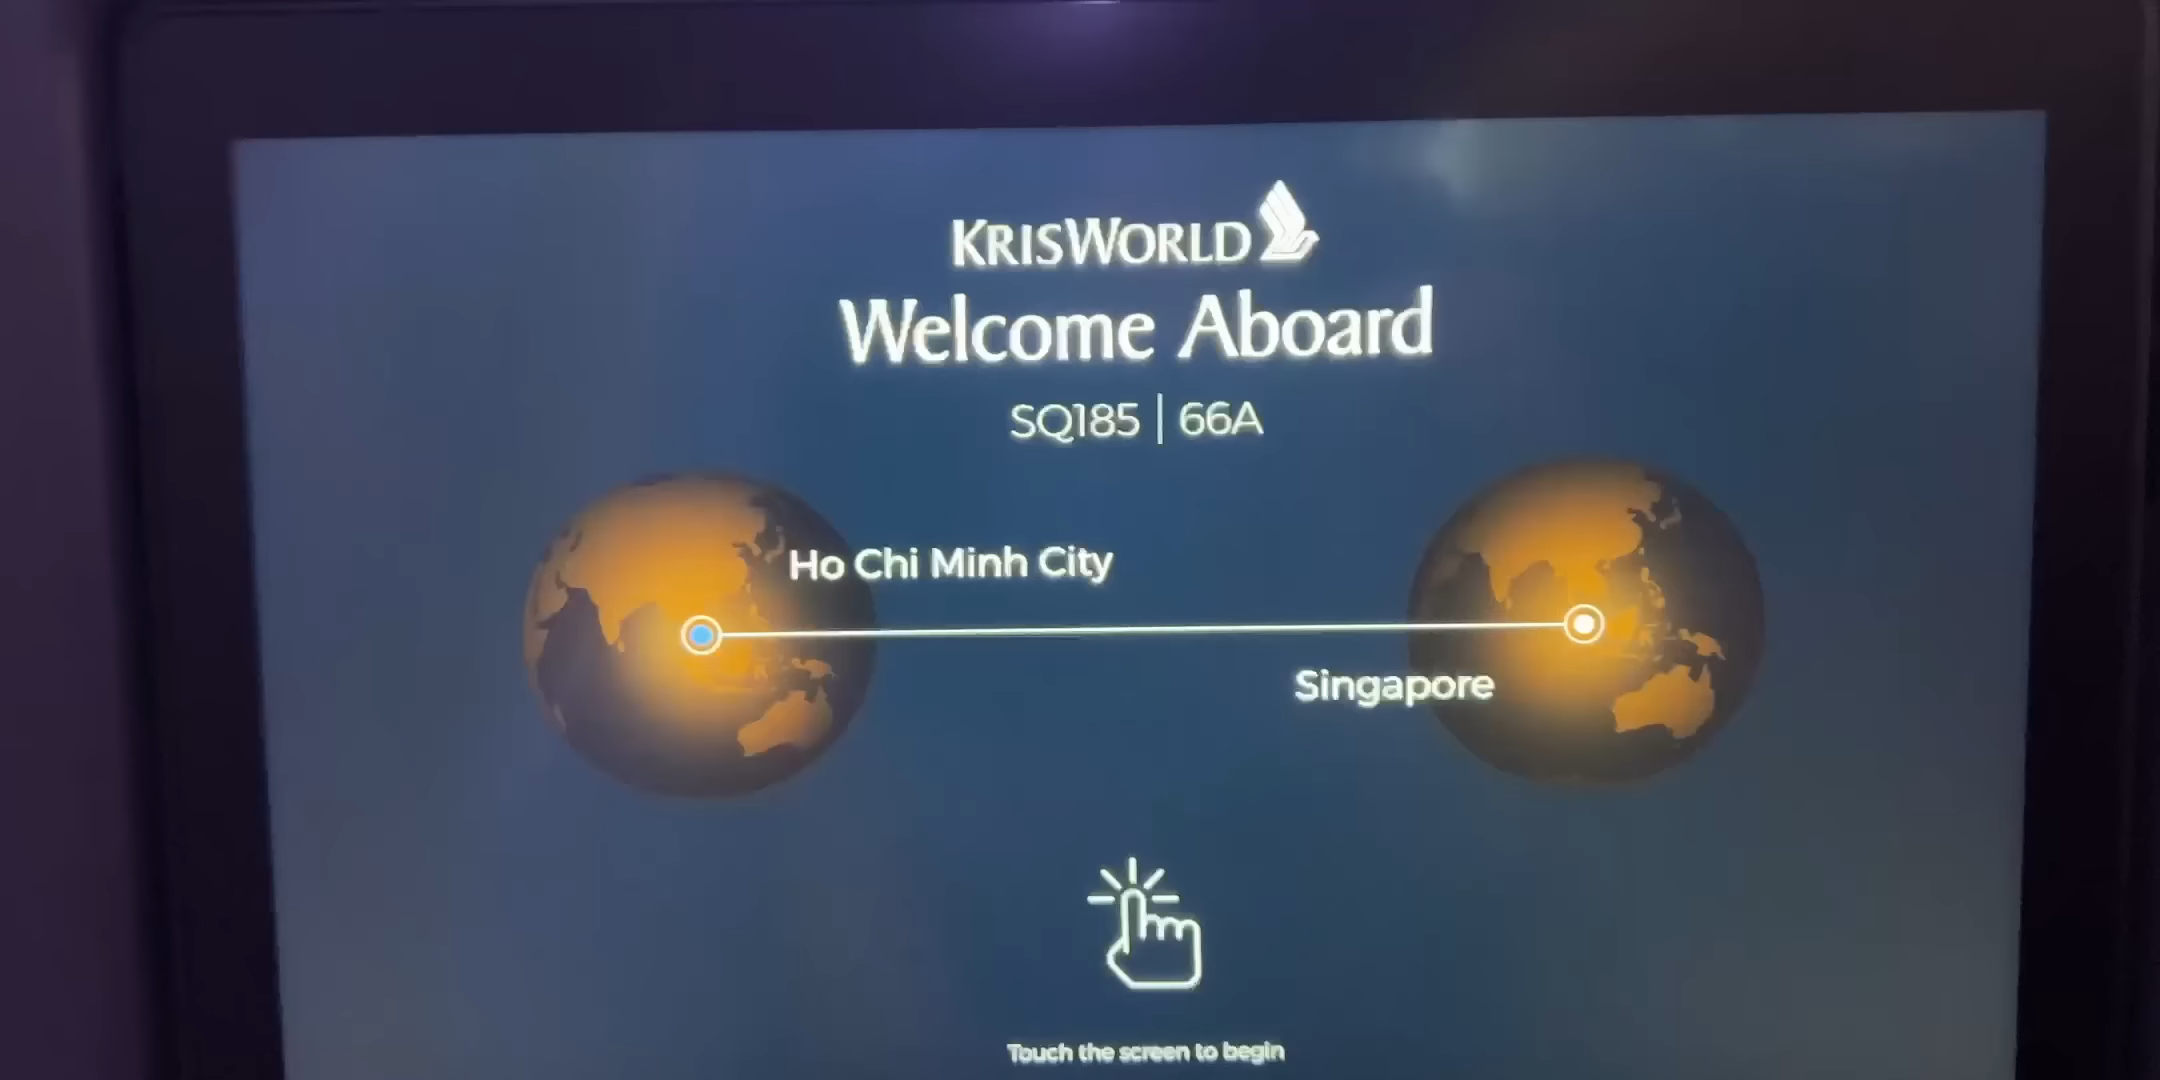 KRISWORLD
Welcome Aboard
SQ185 | 66A
Ho Chi Minh City
Singapore
Touch the screen to begin